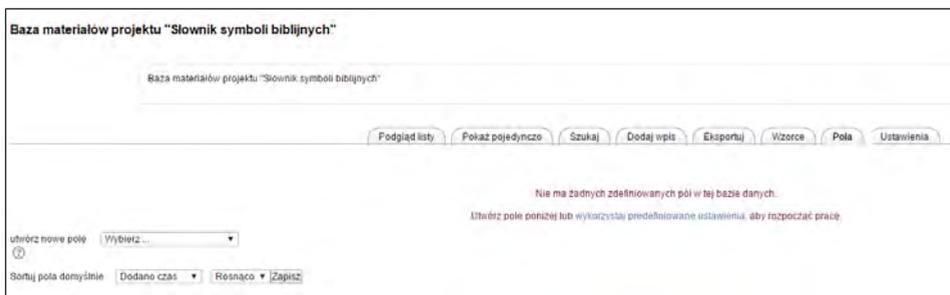 Baza materiałów projektu "Słownik symboli biblijnych"
Baza materiałów projektu "Słownik symboli biblijnych"
Podgląd listy Pokaż pojedynczo Szukaj Dodaj wpis Eksportuj Wzorce Pola Ustawienia
Nie ma żadnych zdefiniowanych pól w tej bazie danych.
Utwórz pole poniżej lub wykorzystaj predefiniowane ustawienia, aby rozpocząć pracę.
utwórz nowe pole Wybierz ...
?
Sortuj pola domyślnie Dodano czas Rosnąco Zapisz